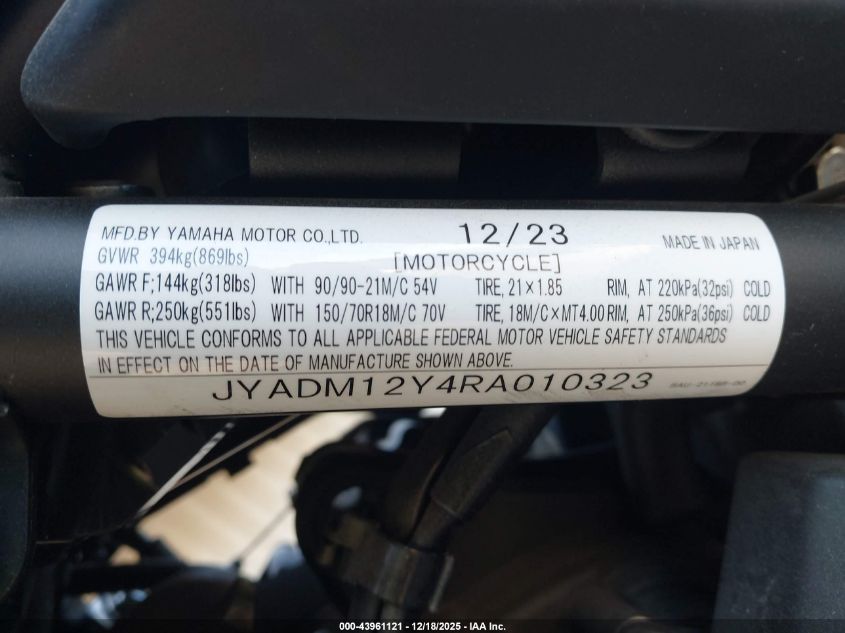 MFD.BY YAMAHA MOTOR CO.,LTD. 12/23 MADE IN JAPAN
GVWR 394kg(869lbs) [MOTORCYCLE]
GAWR F;144kg(318lbs) WITH 90/90-21M/C 54V TIRE, 21×1.85 RIM, AT 220kPa(32psi) COLD
GAWR R;250kg(551lbs) WITH 150/70R18M/C 70V TIRE, 18M/C×MT4.00 RIM, AT 250kPa(36psi) COLD
THIS VEHICLE CONFORMS TO ALL APPLICABLE FEDERAL MOTOR VEHICLE SAFETY STANDARDS
IN EFFECT ON THE DATE OF MANUFACTURE SHOWN ABOVE.
JYADM12Y4RA010323
000-43961121 - 12/18/2025 - IAA Inc.